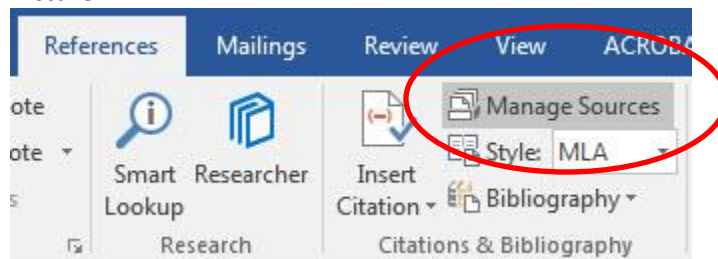 References Mailings Review View ACROBA
ote Manage Sources
ote Style: MLA
Smart Researcher Insert
Lookup Citation Bibliography
Research Citations & Bibliography